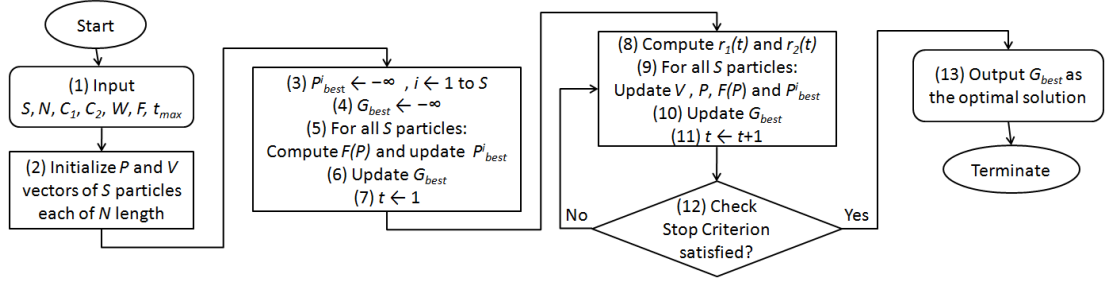 Start
(1) Input
S, N, C₁, C₂, W, F, tₘₐₓ
(2) Initialize P and V
vectors of S particles
each of N length
(3) Pⁱbest ← −∞ , i ← 1 to S
(4) Gbest ← −∞
(5) For all S particles:
Compute F(P) and update Pⁱbest
(6) Update Gbest
(7) t ← 1
(8) Compute r₁(t) and r₂(t)
(9) For all S particles:
Update V , P, F(P) and Pⁱbest
(10) Update Gbest
(11) t ← t+1
(12) Check
Stop Criterion
satisfied?
No
Yes
(13) Output Gbest as
the optimal solution
Terminate